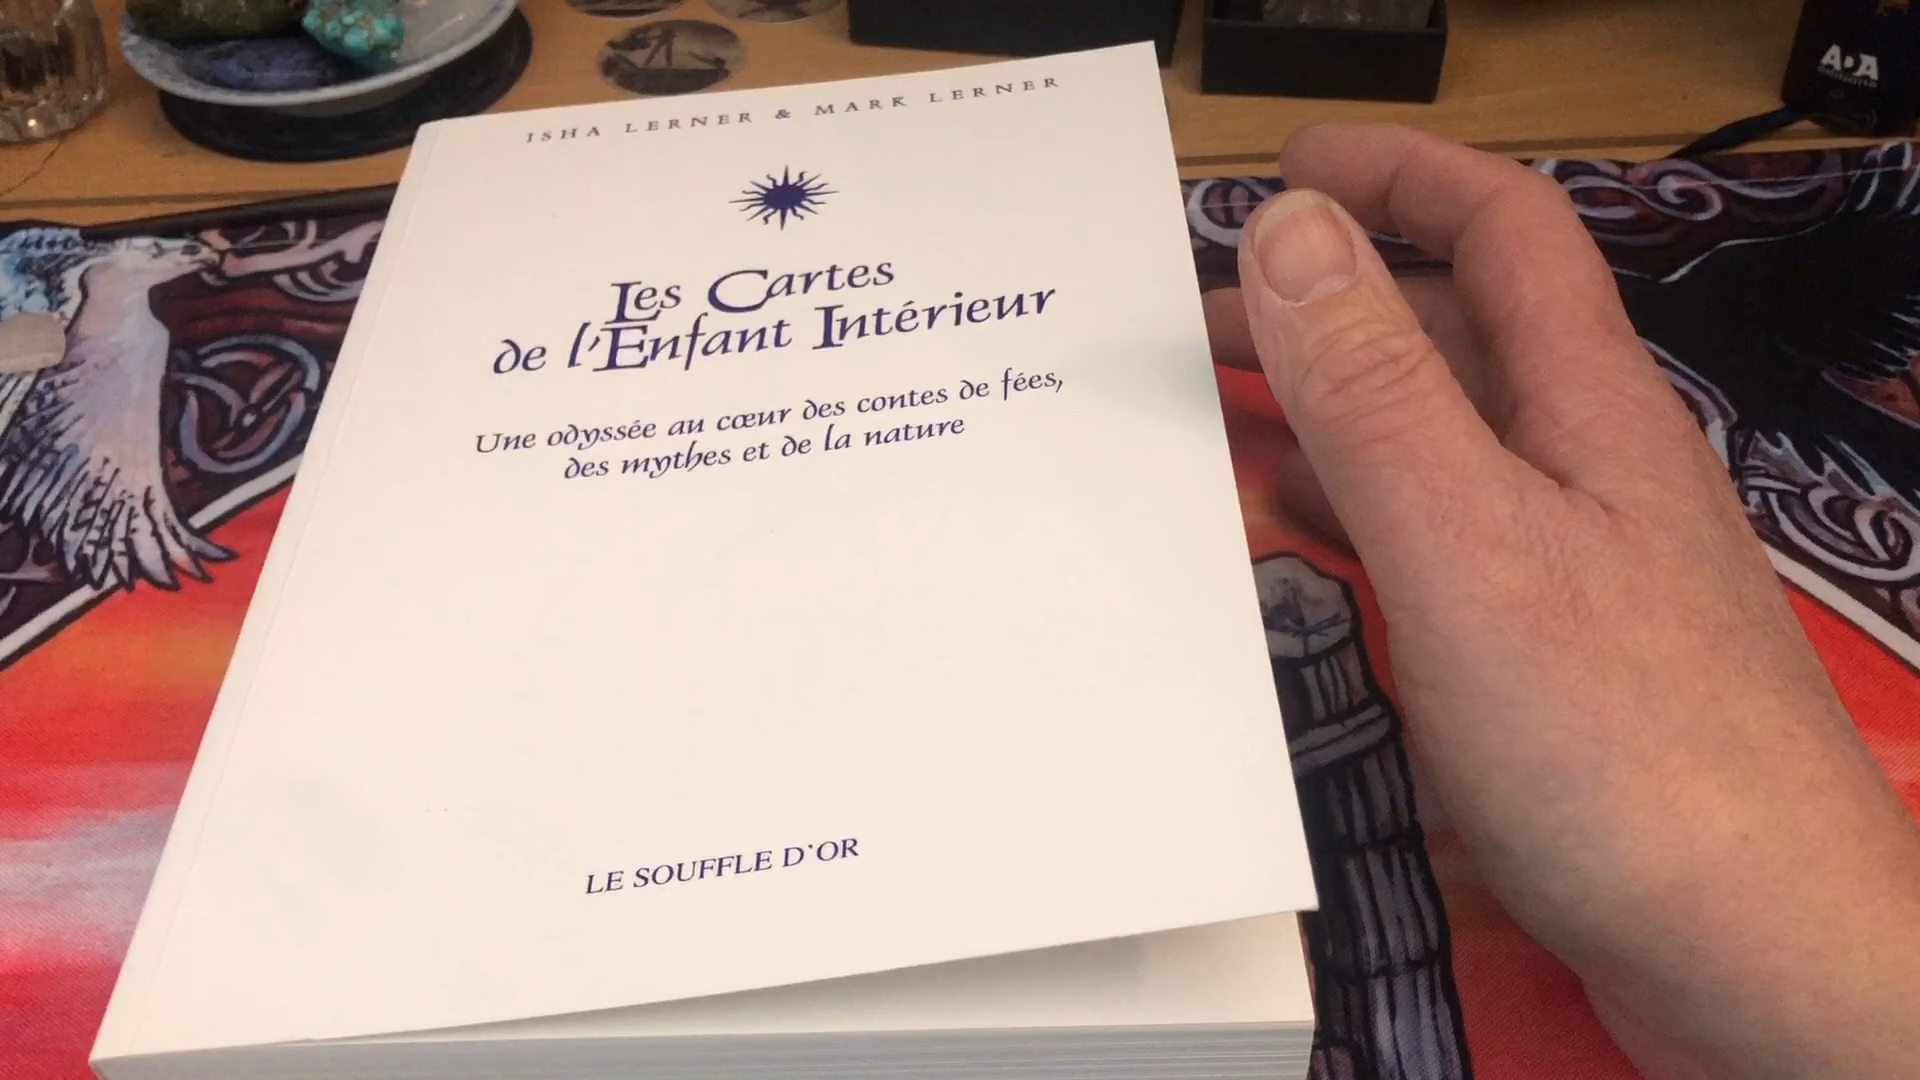 ISHA LERNER & MARK LERNER
Les Cartes
de l'Enfant Intérieur
Une odyssée au cœur des contes de fées,
des mythes et de la nature
LE SOUFFLE D'OR